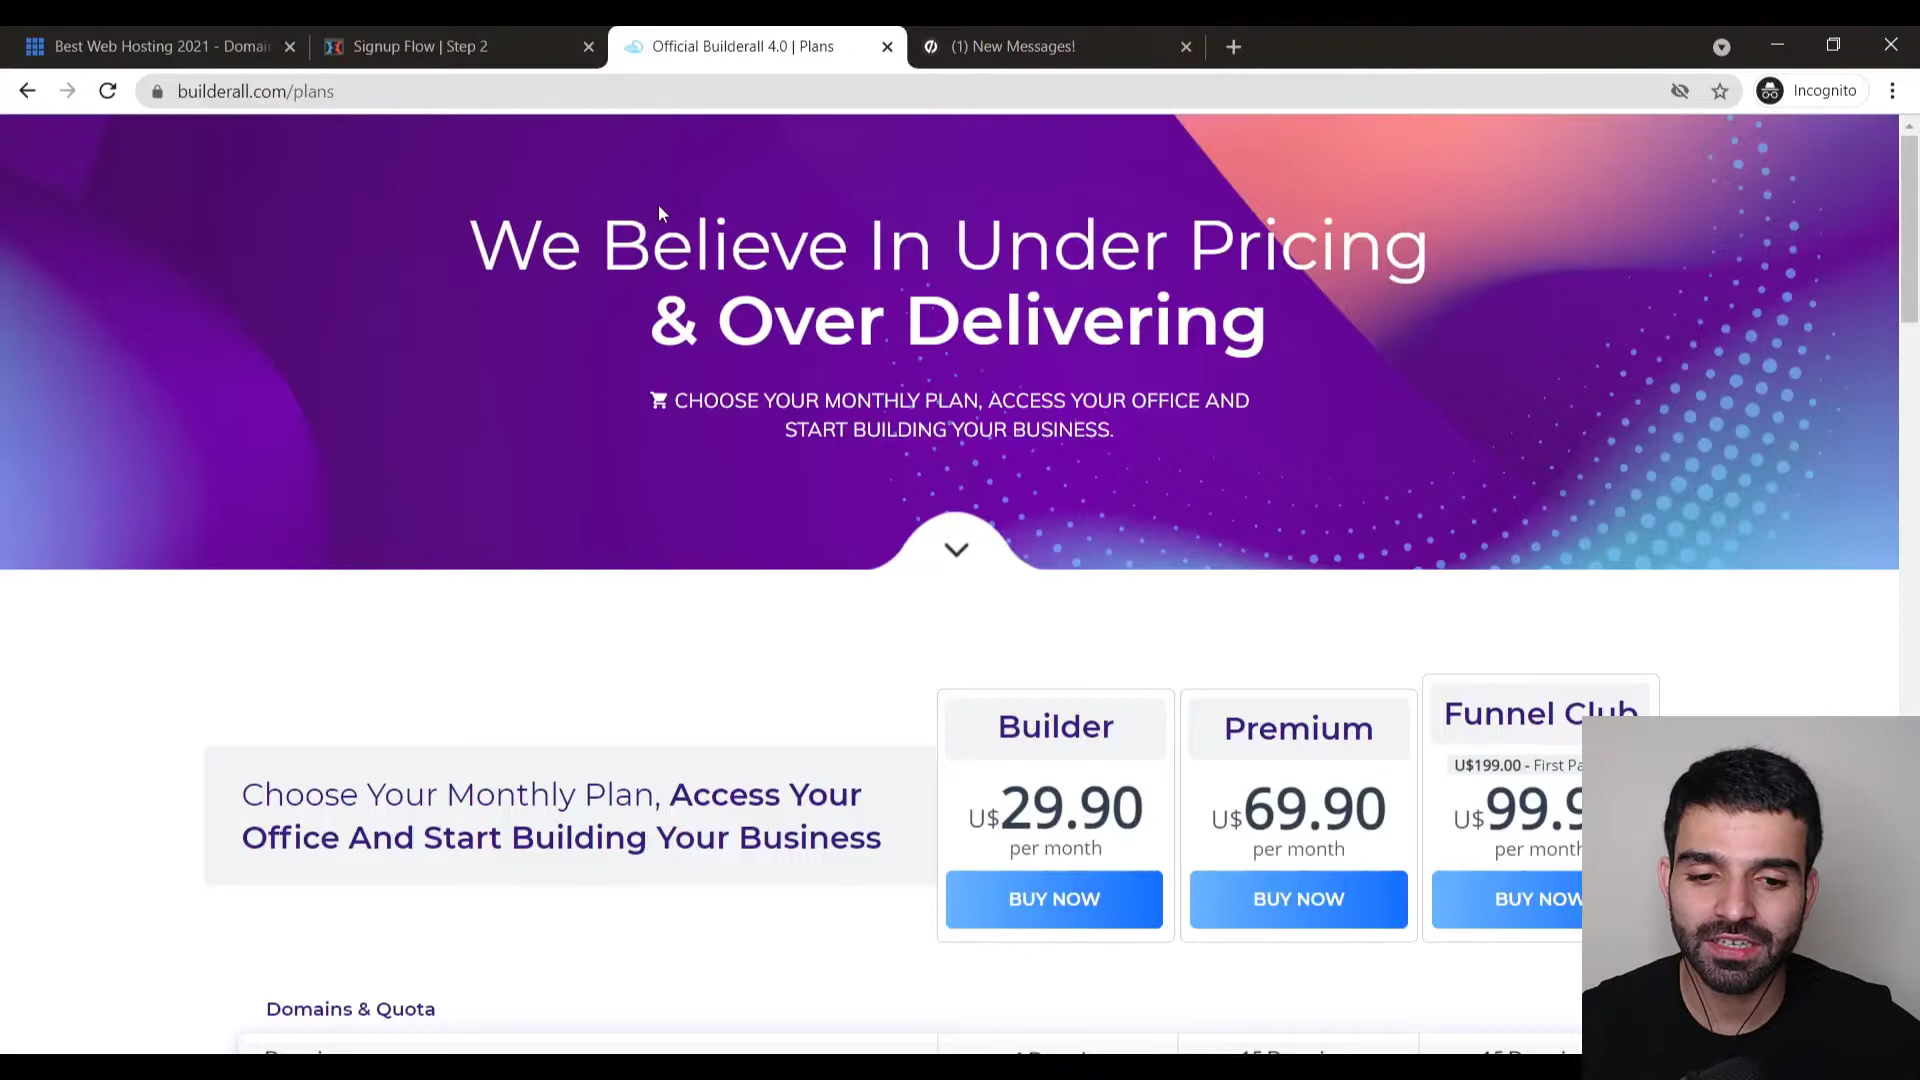 Best Web Hosting 2021 - Domai
Signup Flow | Step 2
Official Builderall 4.0 | Plans
(1) New Messages!
builderall.com/plans
Incognito
We Believe In Under Pricing
& Over Delivering
CHOOSE YOUR MONTHLY PLAN, ACCESS YOUR OFFICE AND
START BUILDING YOUR BUSINESS.
Choose Your Monthly Plan, Access Your
Office And Start Building Your Business
Builder
U$29.90
per month
BUY NOW
Premium
U$69.90
per month
BUY NOW
Funnel Club
U$199.00 - First Pa
U$99.9
per month
BUY NOW
Domains & Quota